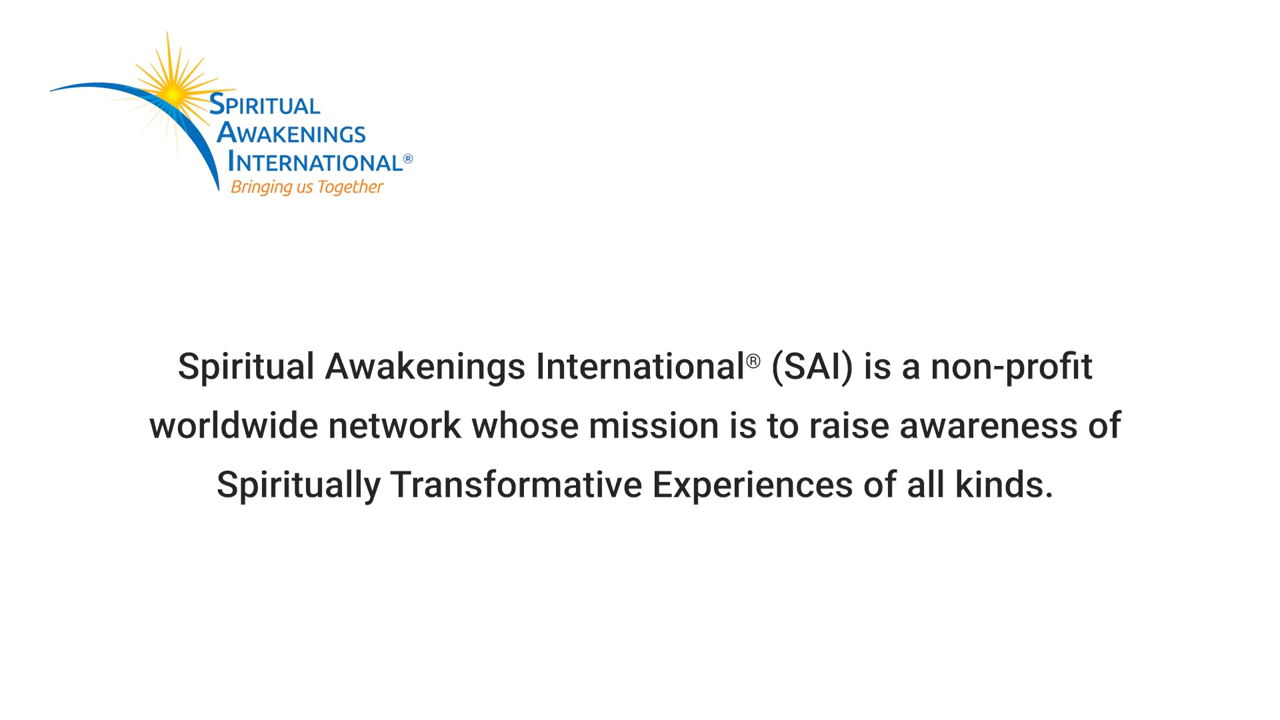 SPIRITUAL
AWAKENINGS
INTERNATIONAL®
Bringing us Together
Spiritual Awakenings International® (SAI) is a non-profit
worldwide network whose mission is to raise awareness of
Spiritually Transformative Experiences of all kinds.